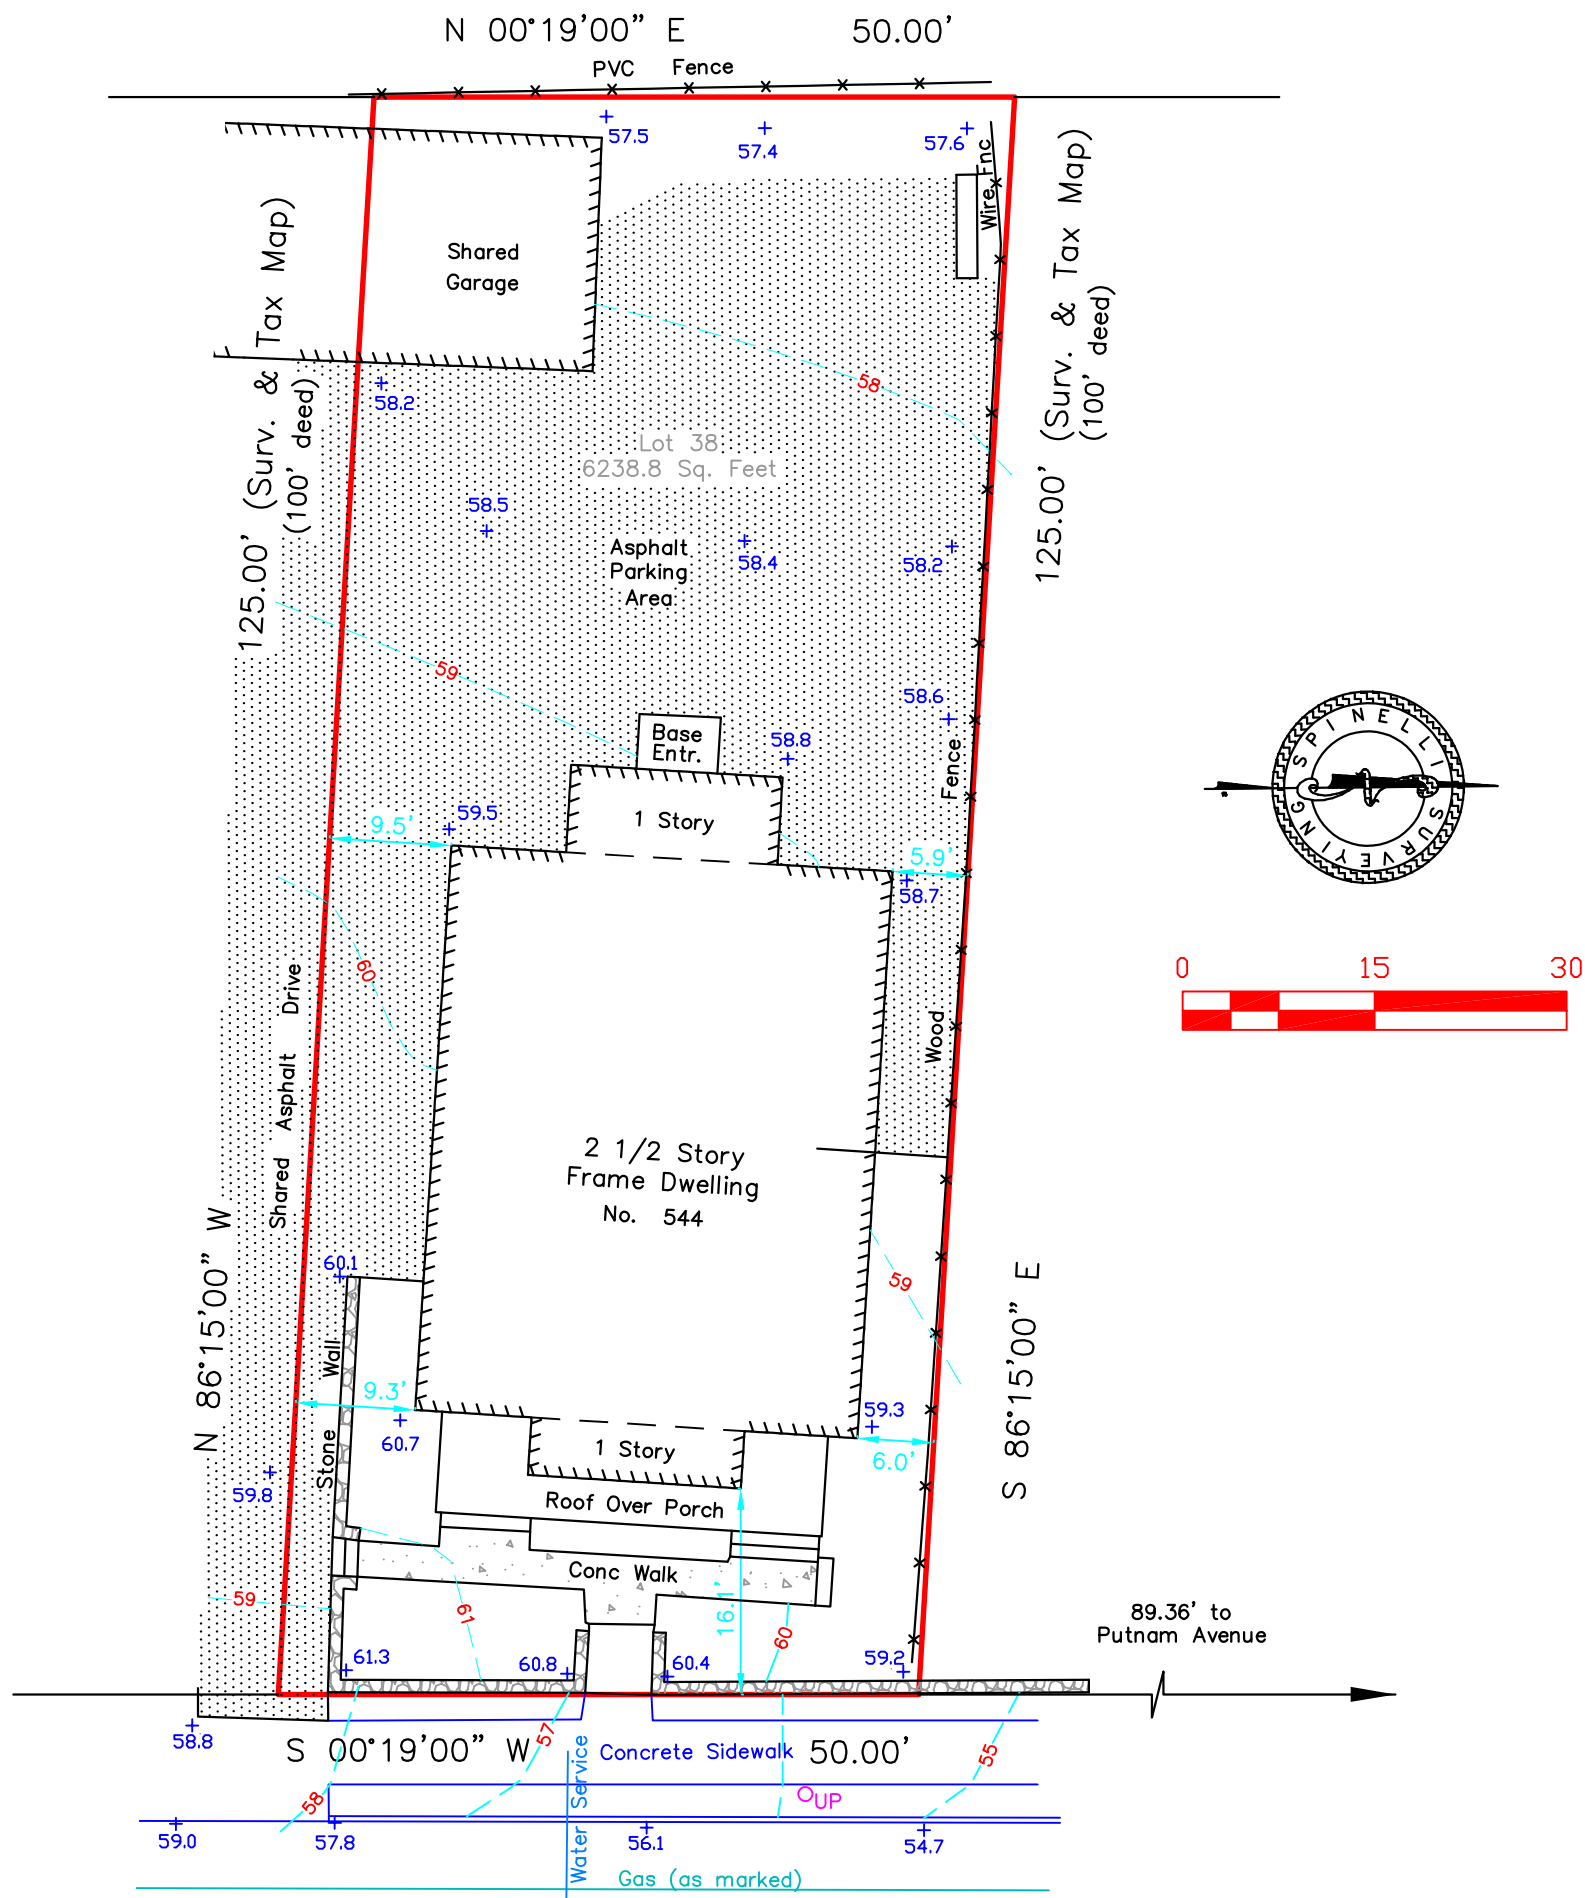 N 00°19'00" E 50.00'
PVC Fence
57.5
57.4
57.6
Wire Fnc
Shared
Garage
125.00' (Surv. & Tax Map)
(100' deed)
125.00' (Surv. & Tax Map)
(100' deed)
58
58.2
Lot 38
6238.8 Sq. Feet
58.5
58.4
58.2
Asphalt
Parking
Area
59
58.6
Base
Entr.
58.8
Fence
SPINELLI
SURVEYING
59.5
9.5'
1 Story
5.9'
58.7
60
0 15 30
Shared Asphalt Drive
Wood
2 1/2 Story
Frame Dwelling
No. 544
N 86°15'00" W
S 86°15'00" E
60.1
59
Stone Wall
9.3'
60.7
59.3
6.0'
1 Story
59.8
Roof Over Porch
Conc Walk
16.1'
59
61
60
89.36' to
Putnam Avenue
61.3
60.8
60.4
59.2
58.8
S 00°19'00" W 50.00'
57
Concrete Sidewalk
55
58
Water Service
UP
59.0
57.8
56.1
54.7
Gas (as marked)